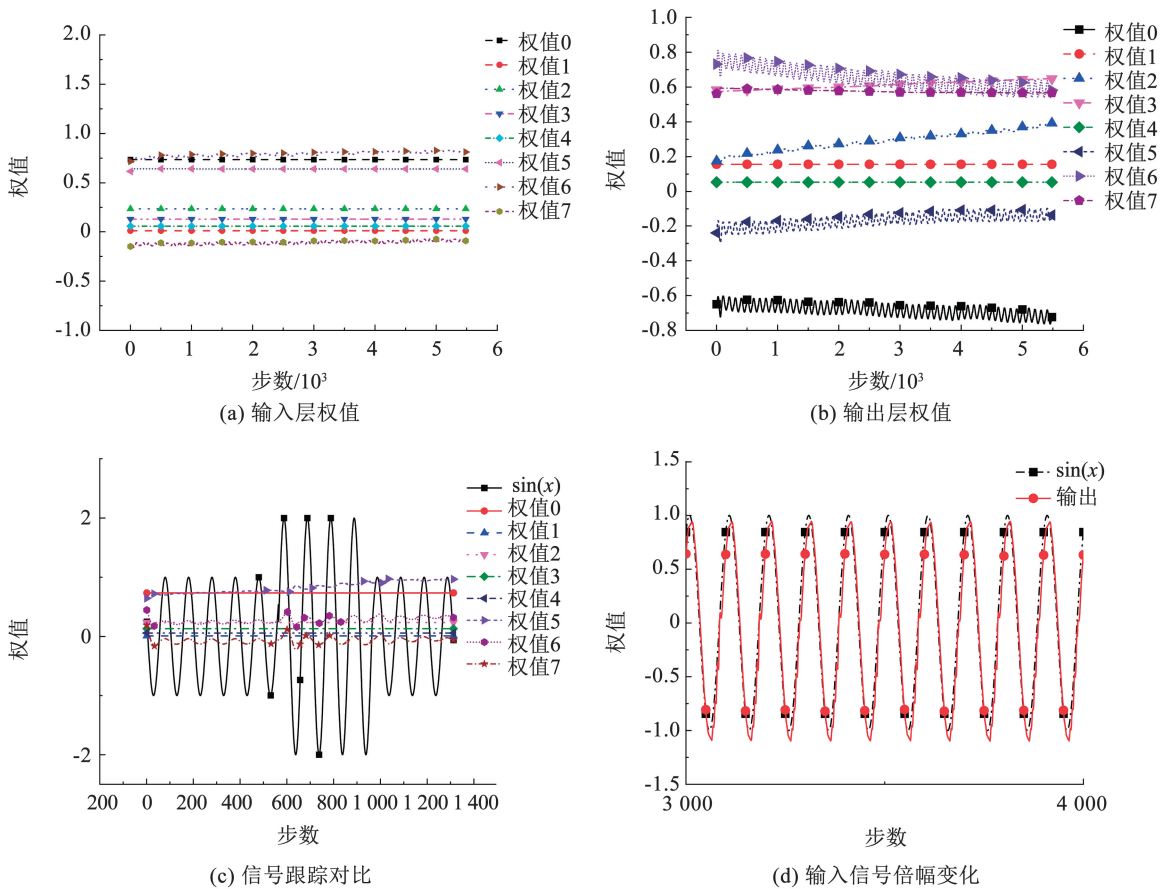 2.0
1.5
1.0
0.5
0
-0.5
-1.0
权值
权值0
权值1
权值2
权值3
权值4
权值5
权值6
权值7
0 1 2 3 4 5 6
步数/10³
(a) 输入层权值
1.0
0.8
0.6
0.4
0.2
0
-0.2
-0.4
-0.6
-0.8
权值
权值0
权值1
权值2
权值3
权值4
权值5
权值6
权值7
0 1 2 3 4 5 6
步数/10³
(b) 输出层权值
2
0
-2
权值
sin(x)
权值0
权值1
权值2
权值3
权值4
权值5
权值6
权值7
200 0 200 400 600 800 1 000 1 200 1 400
步数
(c) 信号跟踪对比
1.5
1.0
0.5
0
-0.5
-1.0
-1.5
权值
sin(x)
输出
3 000 4 000
步数
(d) 输入信号倍幅变化